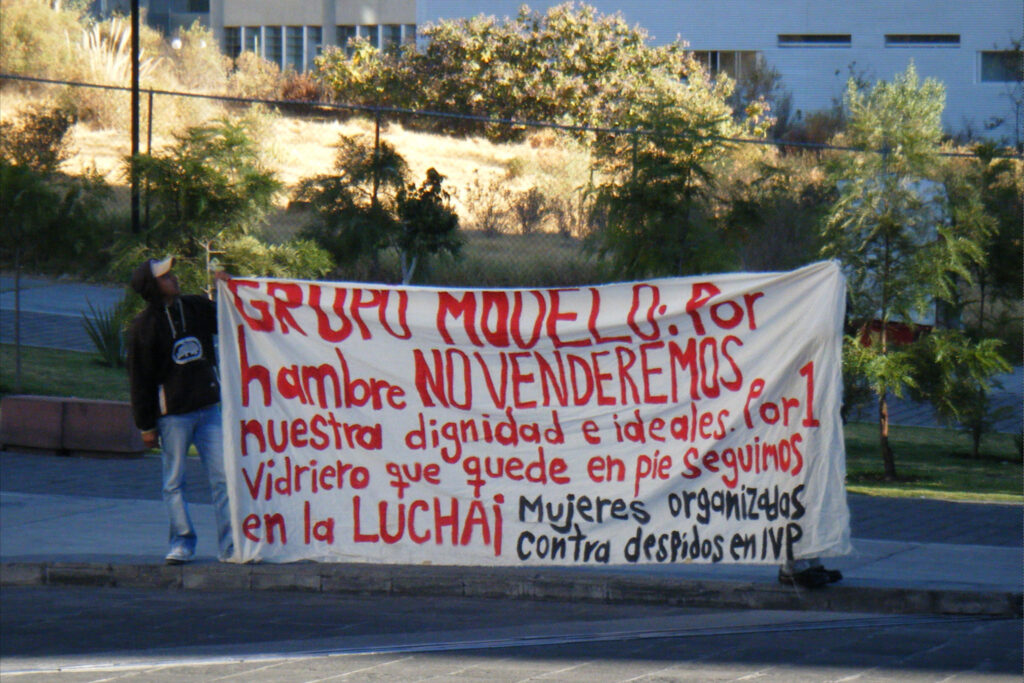 GRUPO MODELO: Por
hambre NO VENDEREMOS
nuestra dignidad e ideales. Por 1
Vidriero que quede en pie seguimos
en la LUCHA¡ Mujeres organizadas
contra despidos en IVP